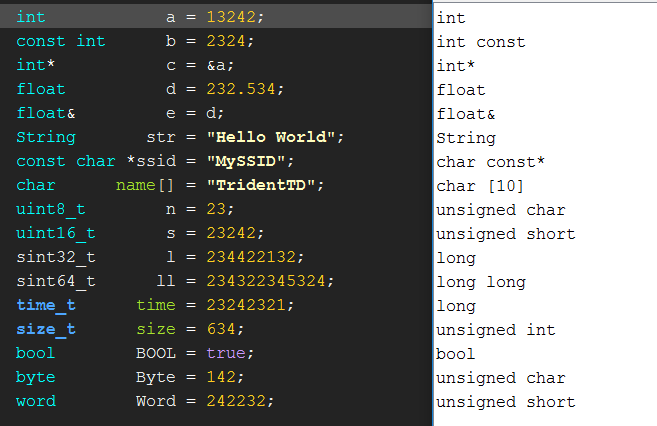 int            a = 13242;
const int      b = 2324;
int*           c = &a;
float          d = 232.534;
float&         e = d;
String       str = "Hello World";
const char *ssid = "MySSID";
char      name[] = "TridentTD";
uint8_t        n = 23;
uint16_t       s = 23242;
sint32_t       l = 234422132;
sint64_t      ll = 234322345324;
time_t      time = 23242321;
size_t      size = 634;
bool        BOOL = true;
byte        Byte = 142;
word        Word = 242232;
int
int const
int*
float
float&
String
char const*
char [10]
unsigned char
unsigned short
long
long long
long
unsigned int
bool
unsigned char
unsigned short